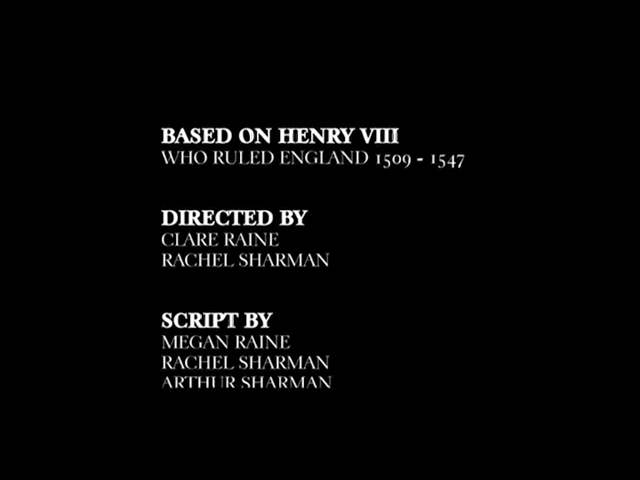 BASED ON HENRY VIII
WHO RULED ENGLAND 1509 - 1547
DIRECTED BY
CLARE RAINE
RACHEL SHARMAN
SCRIPT BY
MEGAN RAINE
RACHEL SHARMAN
ARTHUR SHARMAN